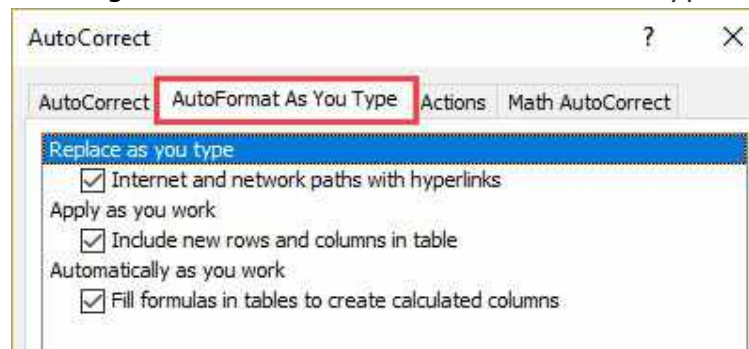 AutoCorrect ? ×
AutoCorrect AutoFormat As You Type Actions Math AutoCorrect
Replace as you type
Internet and network paths with hyperlinks
Apply as you work
Include new rows and columns in table
Automatically as you work
Fill formulas in tables to create calculated columns